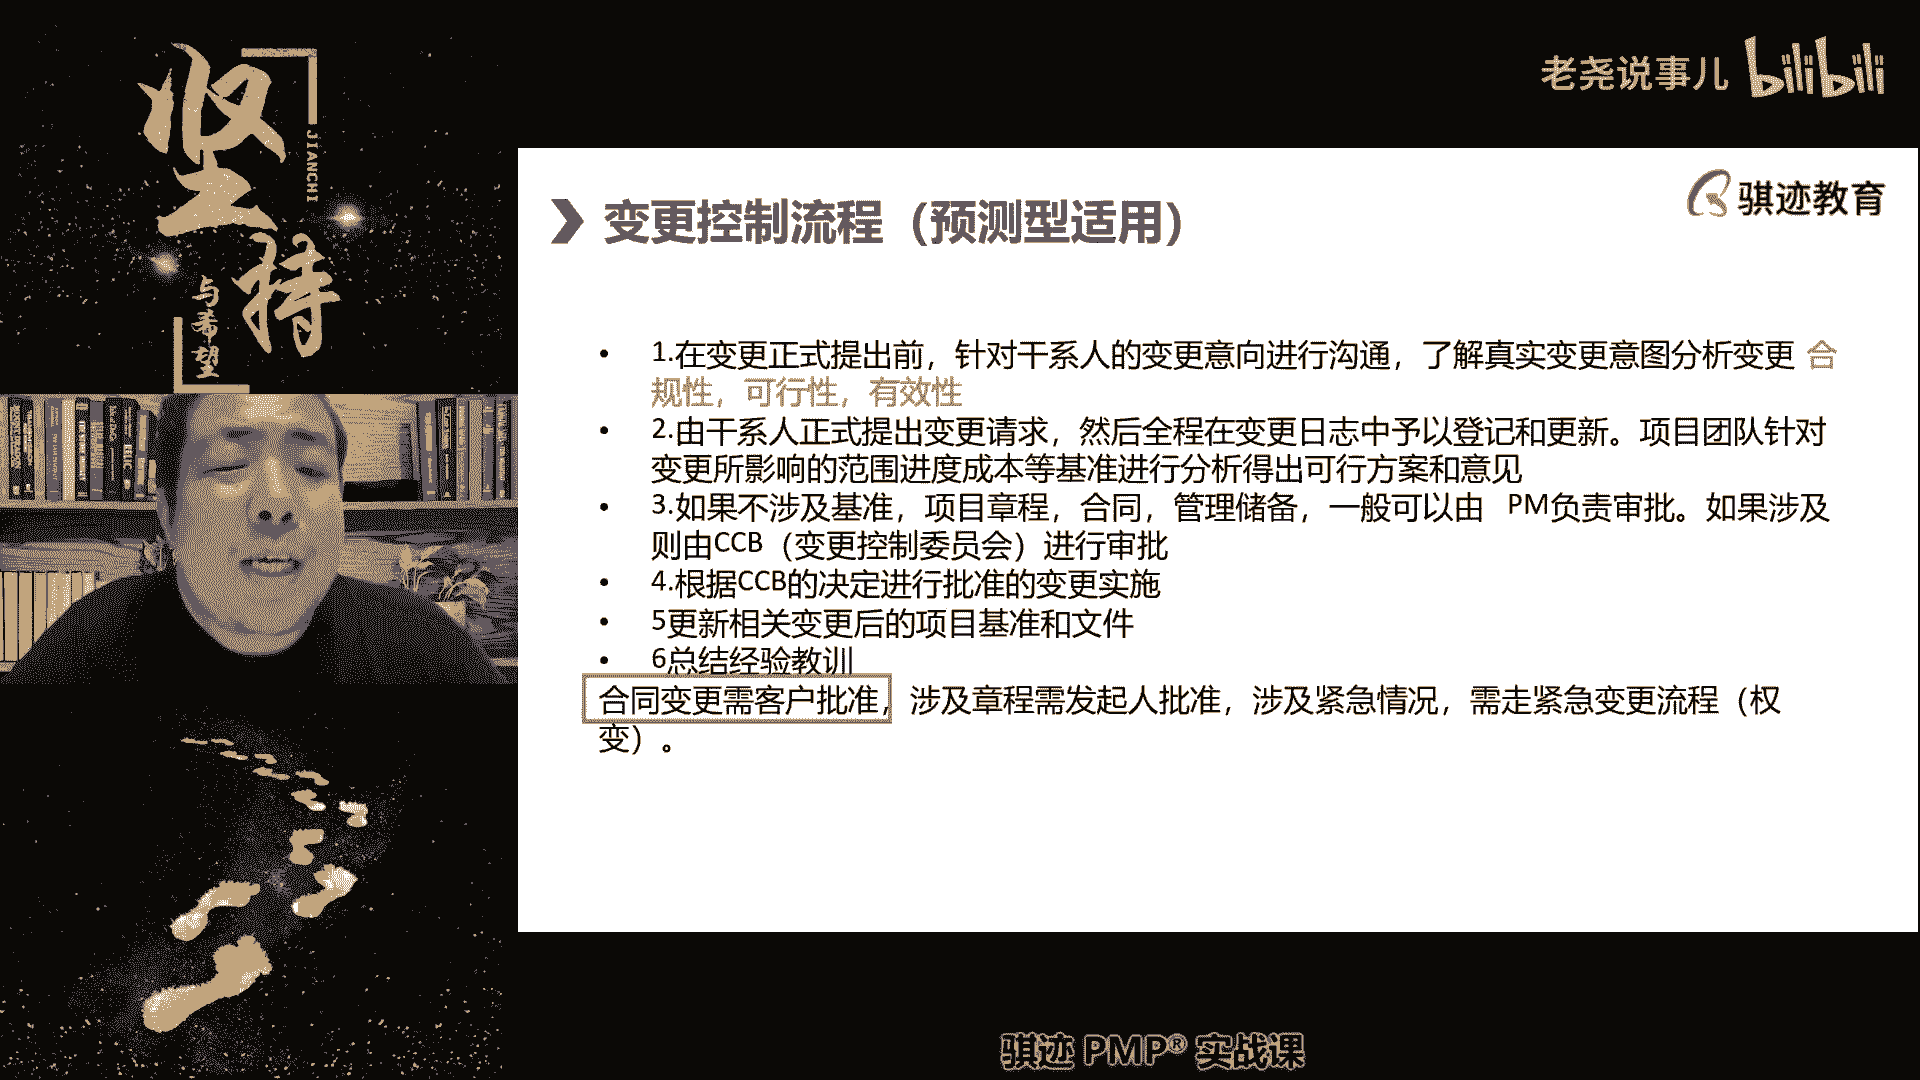 坚持
JIANCHI
与希望
老尧说事儿 bilibili
骐迹教育
变更控制流程（预测型适用）
• 1.在变更正式提出前，针对干系人的变更意向进行沟通，了解真实变更意图分析变更 合
规性，可行性，有效性
• 2.由干系人正式提出变更请求，然后全程在变更日志中予以登记和更新。项目团队针对
变更所影响的范围进度成本等基准进行分析得出可行方案和意见
• 3.如果不涉及基准，项目章程，合同，管理储备，一般可以由 PM负责审批。如果涉及
则由CCB（变更控制委员会）进行审批
• 4.根据CCB的决定进行批准的变更实施
• 5更新相关变更后的项目基准和文件
• 6总结经验教训
合同变更需客户批准，涉及章程需发起人批准，涉及紧急情况，需走紧急变更流程（权
变）。
骐迹 PMP® 实战课